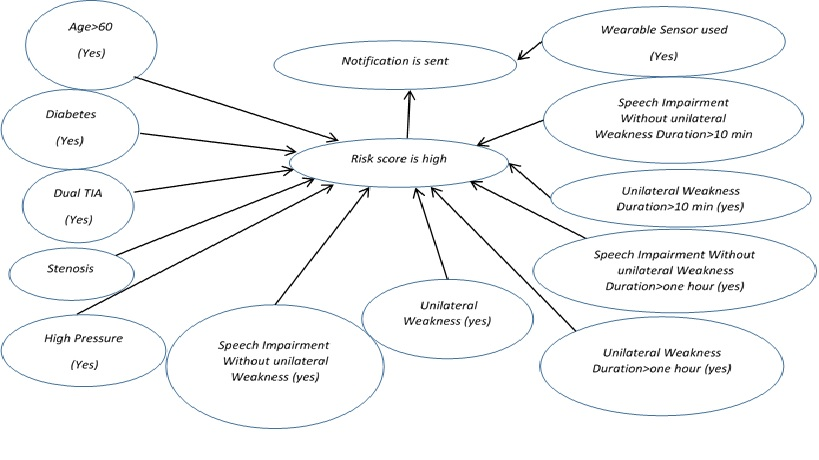 Age>60
(Yes)
Wearable Sensor used
(Yes)
Notification is sent
Diabetes
(Yes)
Speech Impairment
Without unilateral
Weakness Duration>10 min
Risk score is high
Dual TIA
(Yes)
Unilateral Weakness
Duration>10 min (yes)
Stenosis
Speech Impairment Without
unilateral Weakness
Duration>one hour (yes)
Unilateral
Weakness (yes)
High Pressure
(Yes)
Speech Impairment
Without unilateral
Weakness (yes)
Unilateral Weakness
Duration>one hour (yes)